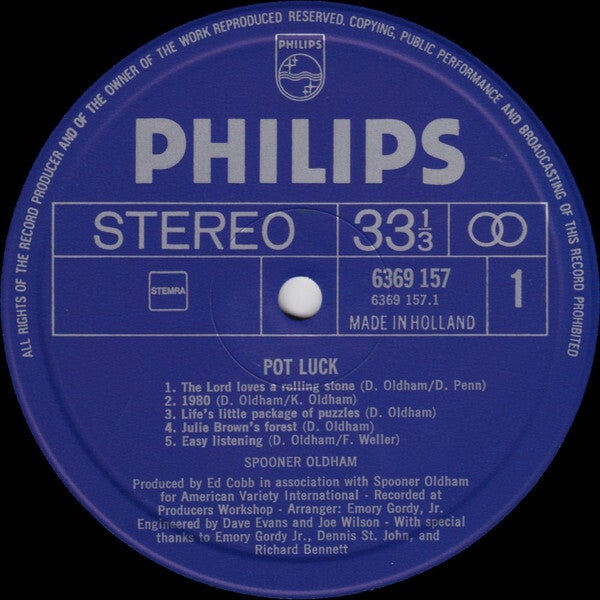 ALL RIGHTS OF THE RECORD PRODUCER AND OF THE OWNER OF THE WORK REPRODUCED RESERVED. COPYING, PUBLIC PERFORMANCE AND BROADCASTING OF THIS RECORD PROHIBITED
PHILIPS
PHILIPS
STEREO 33 1/3
STEMRA 6369 157 1
6369 157.1
MADE IN HOLLAND
POT LUCK
1. The Lord loves a rolling stone (D. Oldham/D. Penn)
2. 1980 (D. Oldham/K. Oldham)
3. Life's little package of puzzles (D. Oldham)
4. Julie Brown's forest (D. Oldham)
5. Easy listening (D. Oldham/F. Weller)
SPOONER OLDHAM
Produced by Ed Cobb in association with Spooner Oldham
for American Variety International - Recorded at
Producers Workshop - Arranger: Emory Gordy, Jr.
Engineered by Dave Evans and Joe Wilson - With special
thanks to Emory Gordy Jr., Dennis St. John, and
Richard Bennett